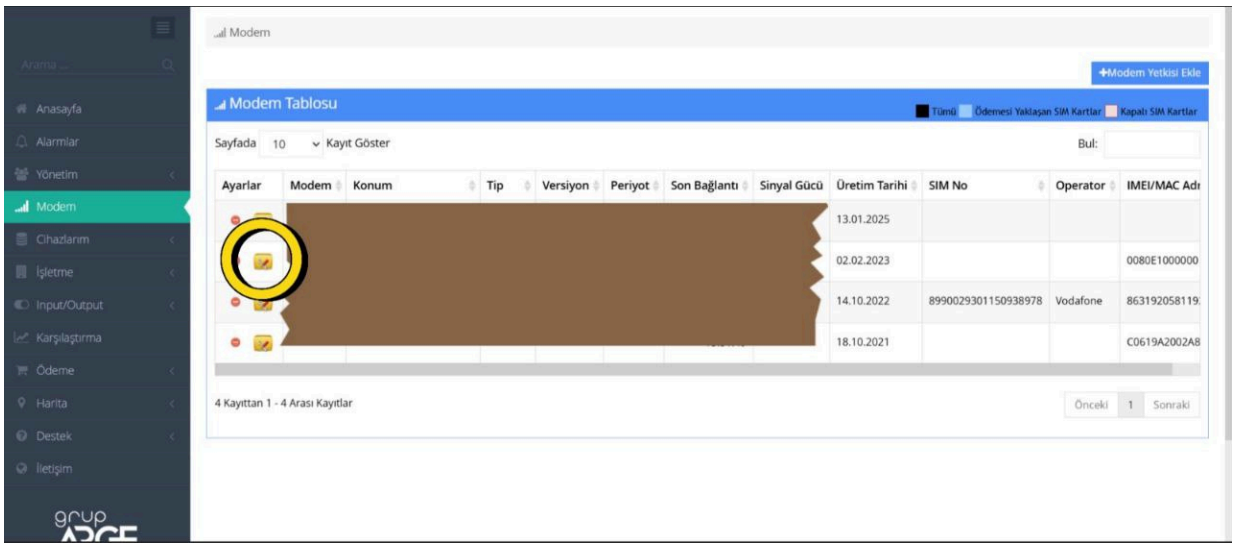 Modem
Arama ...
+Modem Yetkisi Ekle
Anasayfa
Alarmlar
Yönetim
Modem
Cihazlarım
İşletme
Input/Output
Karşılaştırma
Ödeme
Harita
Destek
İletişim
grup
ARGE
Modem Tablosu
Tümü Ödemesi Yaklaşan SIM Kartlar Kapalı SIM Kartlar
Sayfada 10 Kayıt Göster Bul:
Ayarlar Modem Konum Tip Versiyon Periyot Son Bağlantı Sinyal Gücü Üretim Tarihi SIM No Operator IMEI/MAC Adr
13.01.2025
02.02.2023 0080E1000000
14.10.2022 8990029301150938978 Vodafone 863192058119
18.10.2021 C0619A2002A8
4 Kayıttan 1 - 4 Arası Kayıtlar
Önceki 1 Sonraki